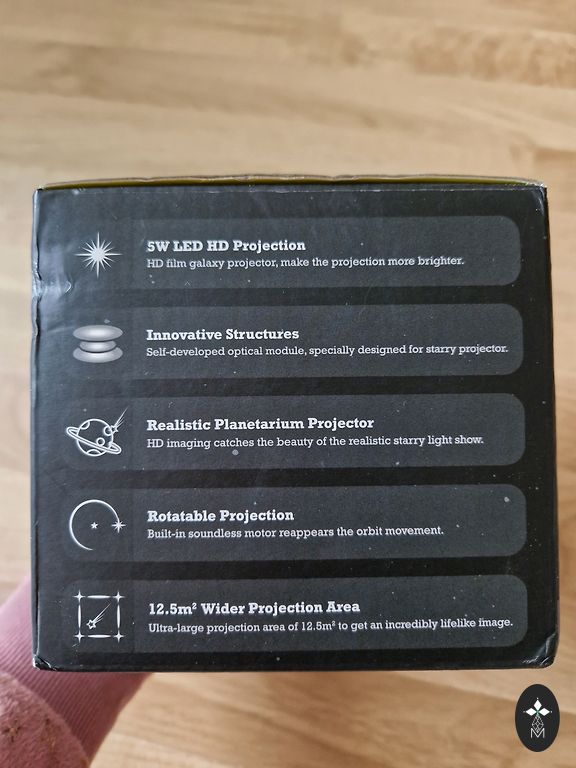 5W LED HD Projection
HD film galaxy projector, make the projection more brighter.
Innovative Structures
Self-developed optical module, specially designed for starry projector.
Realistic Planetarium Projector
HD imaging catches the beauty of the realistic starry light show.
Rotatable Projection
Built-in soundless motor reappears the orbit movement.
12.5m² Wider Projection Area
Ultra-large projection area of 12.5m² to get an incredibly lifelike image.
M